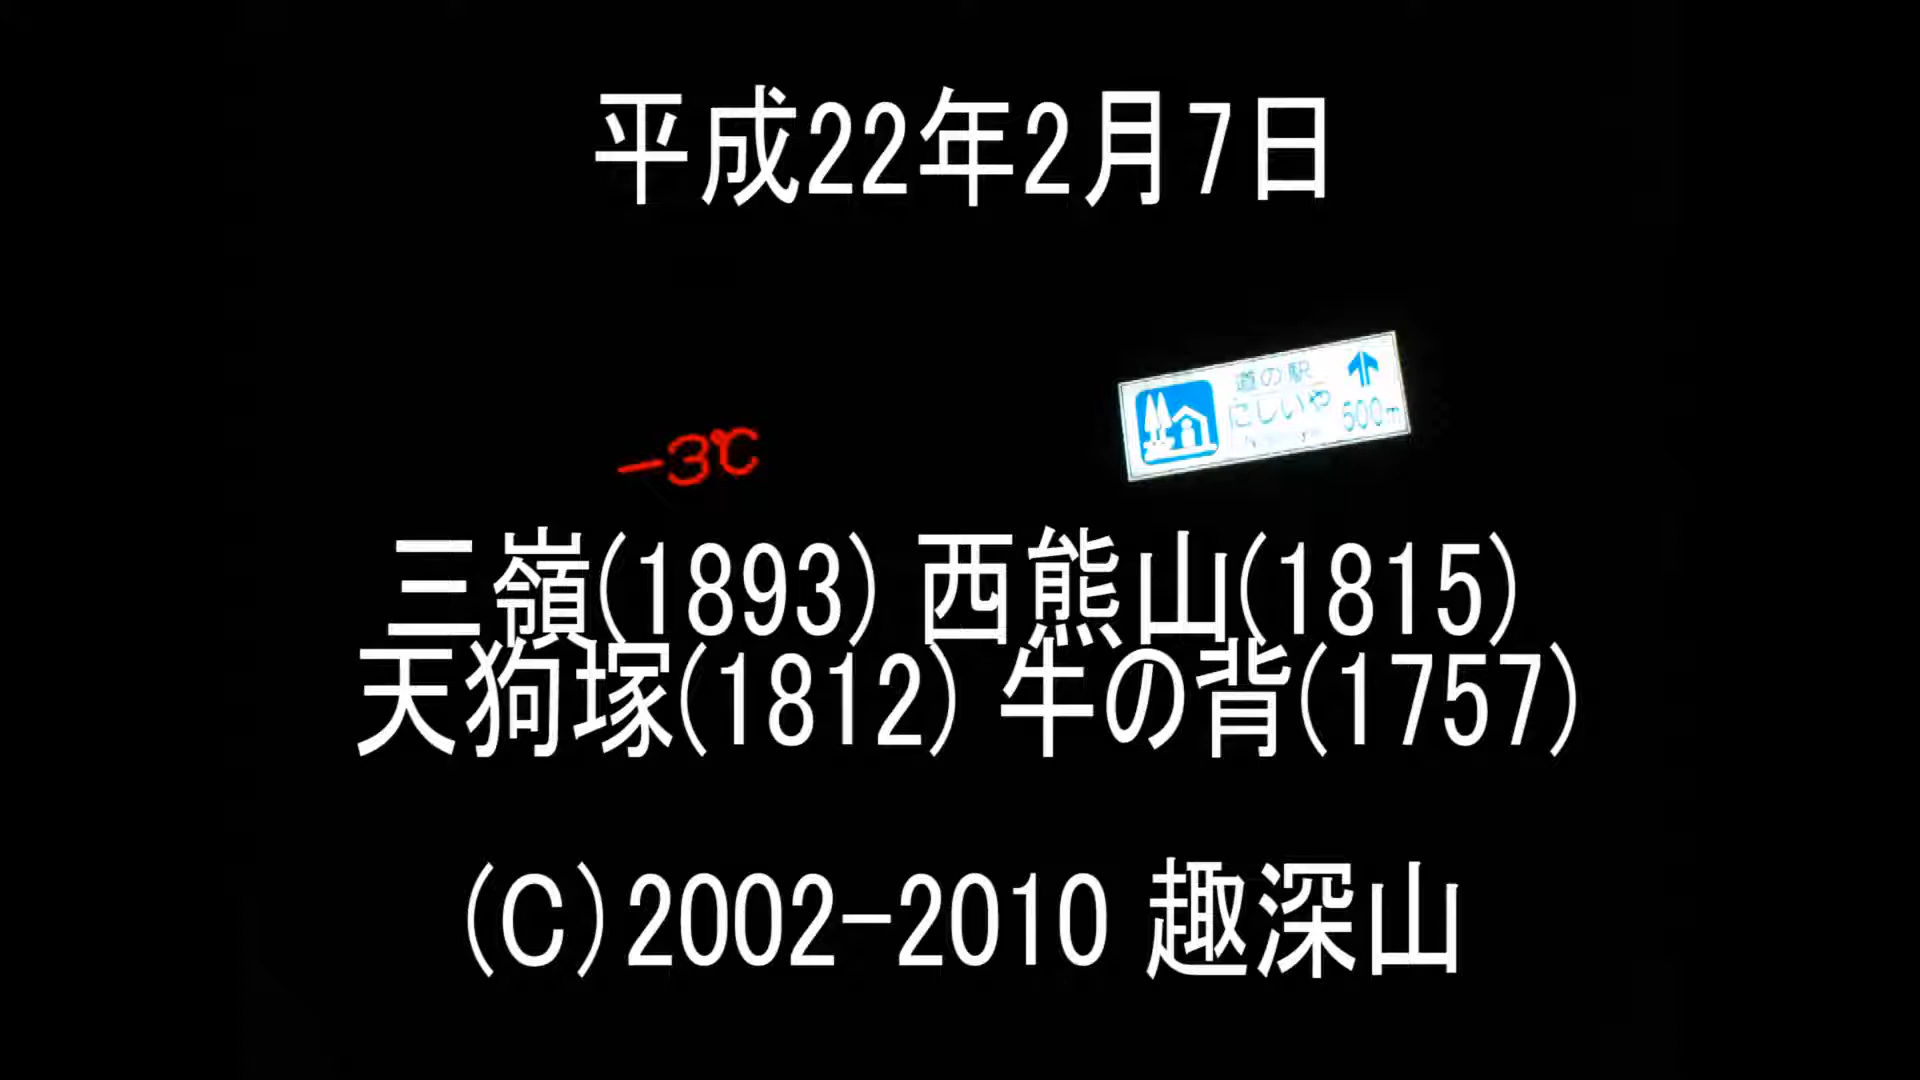 平成22年2月7日
道の駅
にしいや
500m
-3℃
三嶺(1893) 西熊山(1815)
天狗塚(1812) 牛の背(1757)
(C)2002-2010 趣深山